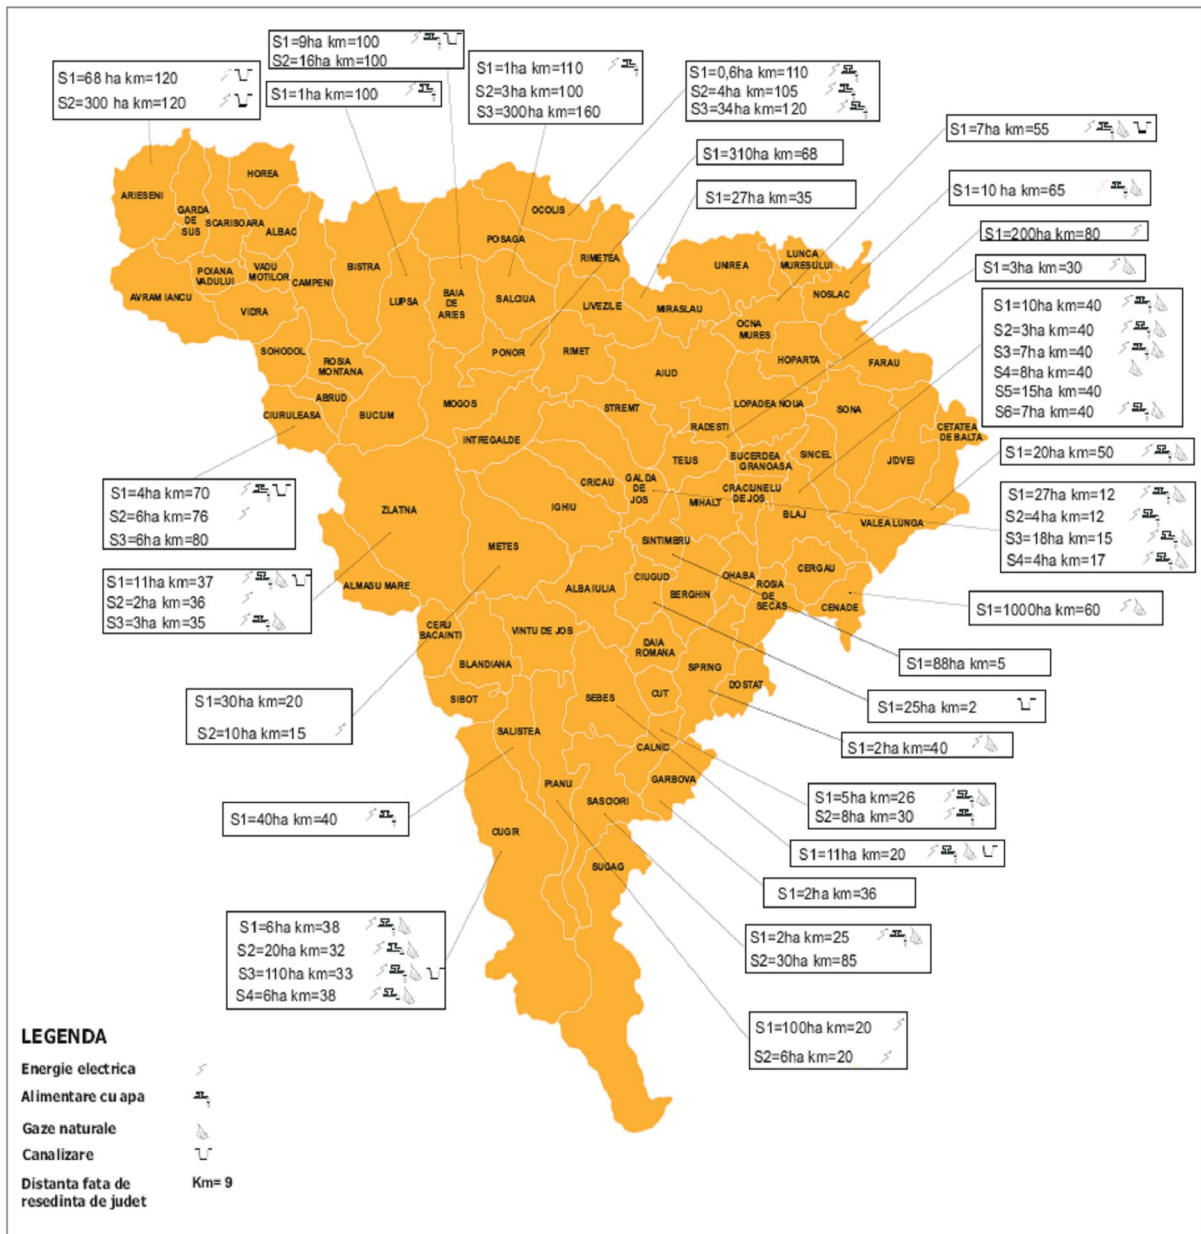 S1=9ha km=100
S2=16ha km=100
S1=68 ha km=120
S2=300 ha km=120
S1=1ha km=100
S1=1ha km=110
S2=3ha km=100
S3=300ha km=160
S1=0,6ha km=110
S2=4ha km=105
S3=34ha km=120
S1=310ha km=68
S1=27ha km=35
S1=7ha km=55
S1=10 ha km=65
S1=200ha km=80
S1=3ha km=30
S1=10ha km=40
S2=3ha km=40
S3=7ha km=40
S4=8ha km=40
S5=15ha km=40
S6=7ha km=40
S1=20ha km=50
S1=27ha km=12
S2=4ha km=12
S3=18ha km=15
S4=4ha km=17
S1=1000ha km=60
S1=88ha km=5
S1=25ha km=2
S1=2ha km=40
S1=5ha km=26
S2=8ha km=30
S1=11ha km=20
S1=2ha km=36
S1=2ha km=25
S2=30ha km=85
S1=100ha km=20
S2=6ha km=20
S1=4ha km=70
S2=6ha km=76
S3=6ha km=80
S1=11ha km=37
S2=2ha km=36
S3=3ha km=35
S1=30ha km=20
S2=10ha km=15
S1=40ha km=40
S1=6ha km=38
S2=20ha km=32
S3=110ha km=33
S4=6ha km=38
HOREA
ARIESENI
GARDA
DE
SUS
SCARISOARA
ALBAC
POIANA
VADULUI
VADU
MOTILOR
CAMPENI
AVRAM IANCU
VIDRA
BISTRA
LUPSA
BAIA
DE
ARIES
POSAGA
OCOLIS
SALCIUA
RIMETEA
LIVEZILE
UNIREA
LUNCA
MURESULUI
NOSLAC
MIRASLAU
OCNA
MURES
HOPARTA
FARAU
SOHODOL
ROSIA
MONTANA
ABRUD
CIURULEASA
BUCIUM
MOGOS
PONOR
RIMET
AIUD
STREMT
LOPADEA NOUA
SONA
RADESTI
CETATEA
DE BALTA
INTREGALDE
TEIUS
BUCERDEA
GRANOASA
SINCEL
JIDVEI
CRICAU
GALDA
DE
JOS
MIHALT
CRACIUNELU
DE JOS
BLAJ
VALEA LUNGA
ZLATNA
IGHIU
METES
SINTIMBRU
CERGAU
ALMASU MARE
ALBA IULIA
CIUGUD
BERGHIN
OHABA
ROSIA
DE
SECAS
CENADE
CERU
BACAINTI
VINTU DE JOS
DAIA
ROMANA
BLANDIANA
SPRNG
DOSTAT
SIBOT
SEBES
CUT
SALISTEA
CALNIC
GARBOVA
PIANU
SASCIORI
CUGIR
SUGAG
LEGENDA
Energie electrica
Alimentare cu apa
Gaze naturale
Canalizare
Distanta fata de
resedinta de judet
Km= 9